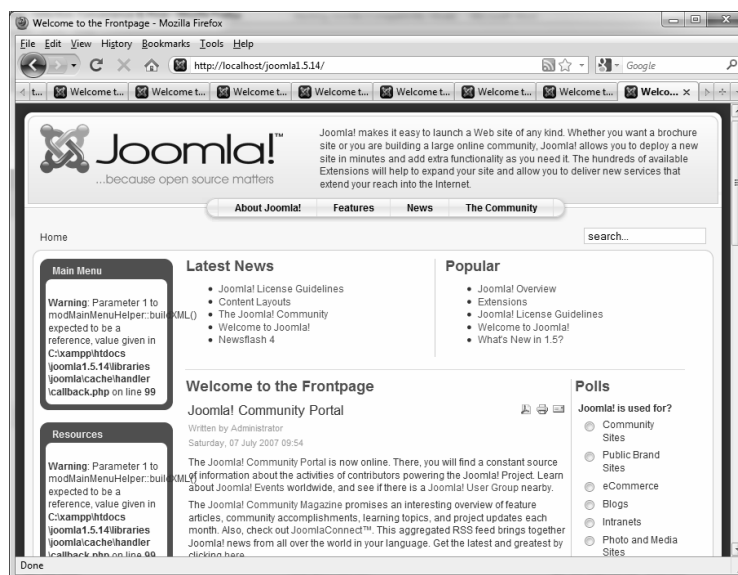 Welcome to the Frontpage - Mozilla Firefox
File Edit View History Bookmarks Tools Help
http://localhost/joomla1.5.14/
Google
t... Welcome t... Welcome t... Welcome t... Welcome t... Welcome t... Welcome t... Welcome t... Welco...
Joomla!™
...because open source matters
Joomla! makes it easy to launch a Web site of any kind. Whether you want a brochure
site or you are building a large online community, Joomla! allows you to deploy a new
site in minutes and add extra functionality as you need it. The hundreds of available
Extensions will help to expand your site and allow you to deliver new services that
extend your reach into the Internet.
About Joomla! Features News The Community
Home
search...
Main Menu
Warning: Parameter 1 to
modMainMenuHelper::buildXML()
expected to be a
reference, value given in
C:\xampp\htdocs
\joomla1.5.14\libraries
\joomla\cache\handler
\callback.php on line 99
Resources
Warning: Parameter 1 to
modMainMenuHelper::buildXML()
expected to be a
reference, value given in
C:\xampp\htdocs
\joomla1.5.14\libraries
\joomla\cache\handler
\callback.php on line 99
Latest News
Joomla! License Guidelines
Content Layouts
The Joomla! Community
Welcome to Joomla!
Newsflash 4
Popular
Joomla! Overview
Extensions
Joomla! License Guidelines
Welcome to Joomla!
What's New in 1.5?
Welcome to the Frontpage
Joomla! Community Portal
Written by Administrator
Saturday, 07 July 2007 09:54
The Joomla! Community Portal is now online. There, you will find a constant source
of information about the activities of contributors powering the Joomla! Project. Learn
about Joomla! Events worldwide, and see if there is a Joomla! User Group nearby.
The Joomla! Community Magazine promises an interesting overview of feature
articles, community accomplishments, learning topics, and project updates each
month. Also, check out JoomlaConnect™. This aggregated RSS feed brings together
Joomla! news from all over the world in your language. Get the latest and greatest by
clicking here.
Polls
Joomla! is used for?
Community
Sites
Public Brand
Sites
eCommerce
Blogs
Intranets
Photo and Media
Sites
Done